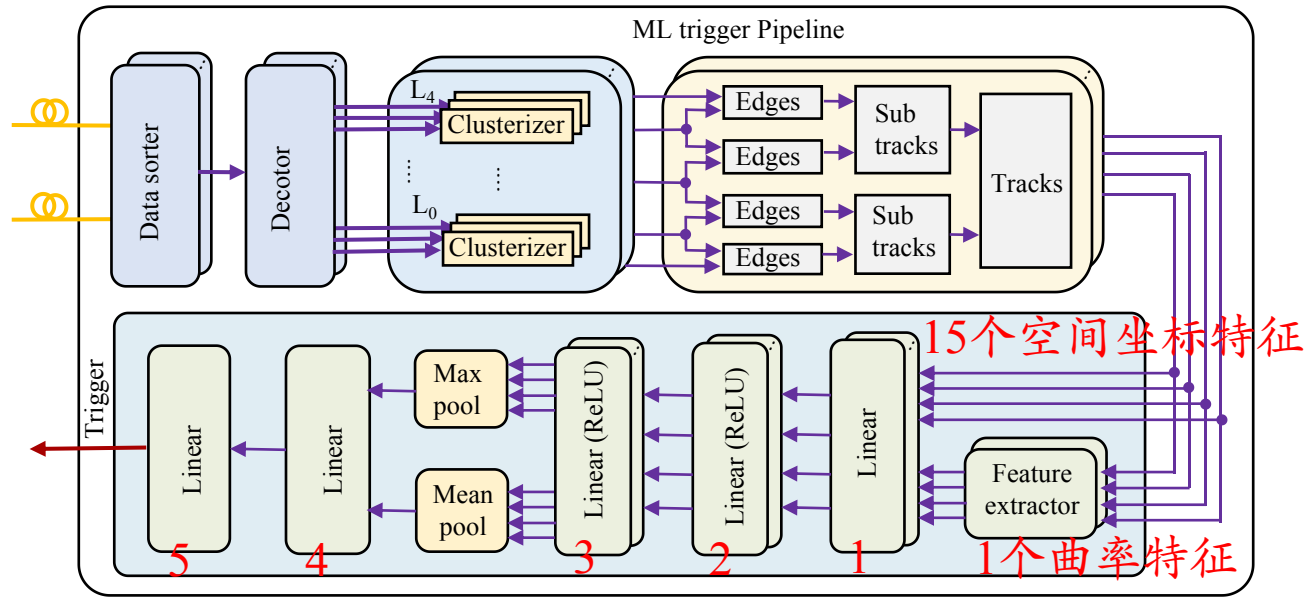 ML trigger Pipeline
Data sorter
Decotor
L4
Clusterizer
L0
Clusterizer
Edges
Edges
Edges
Edges
Sub
tracks
Sub
tracks
Tracks
15个空间坐标特征
Trigger
Linear
5
Linear
4
Max
pool
Mean
pool
Linear (ReLU)
3
Linear (ReLU)
2
Linear
1
Feature
extractor
1个曲率特征